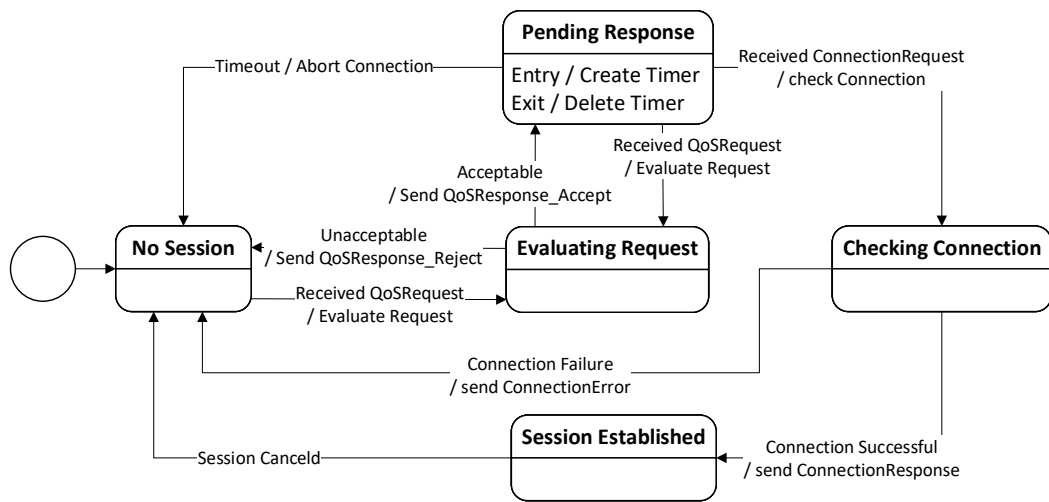 Pending Response
Entry / Create Timer
Exit / Delete Timer
Timeout / Abort Connection
Received ConnectionRequest
/ check Connection
Received QoSRequest
/ Evaluate Request
Acceptable
/ Send QoSResponse_Accept
No Session
Unacceptable
/ Send QoSResponse_Reject
Evaluating Request
Checking Connection
Received QoSRequest
/ Evaluate Request
Connection Failure
/ send ConnectionError
Session Established
Session Canceld
Connection Successful
/ send ConnectionResponse